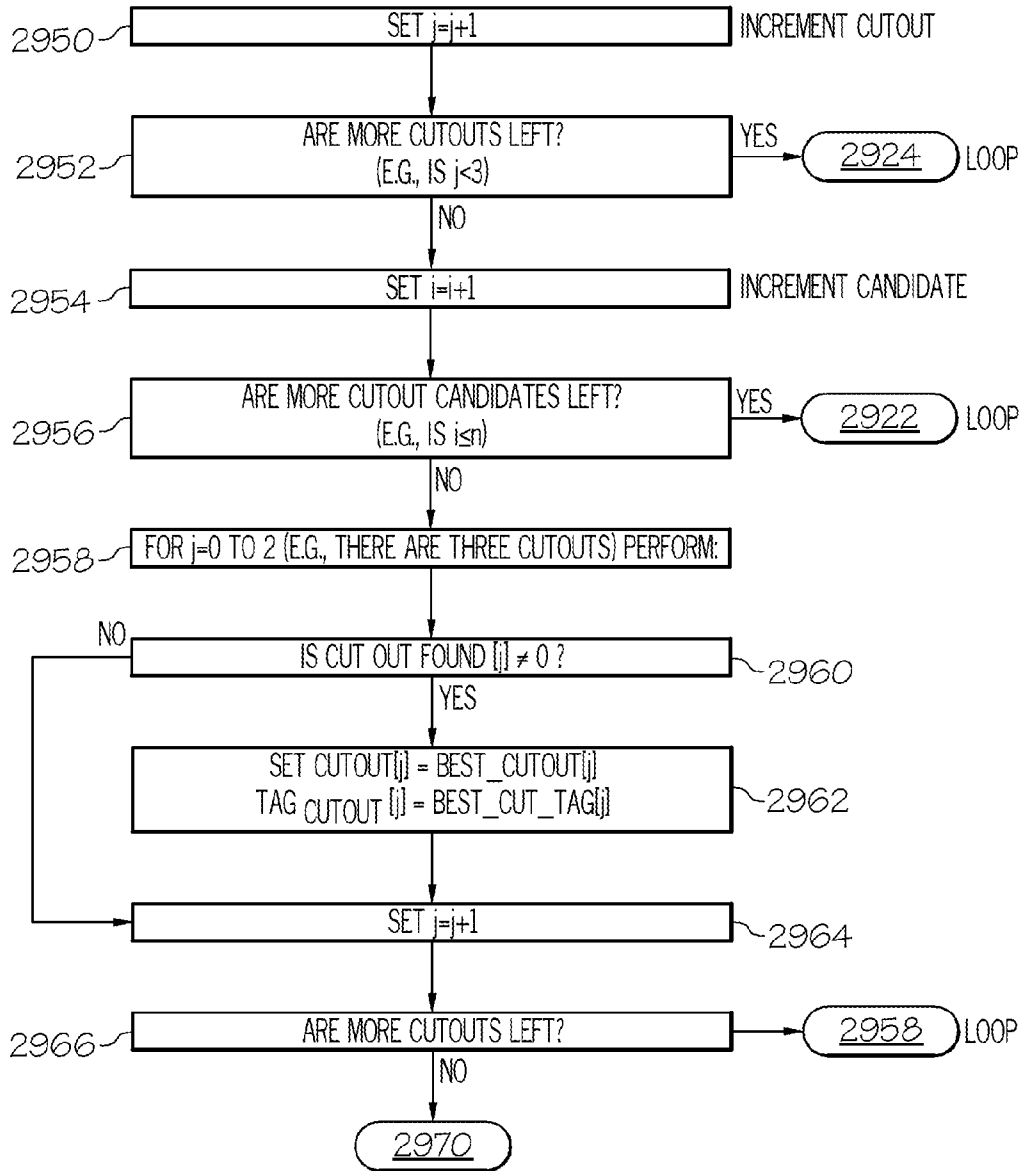 2950
SET j=j+1
INCREMENT CUTOUT
2952
ARE MORE CUTOUTS LEFT?
(E.G., IS j<3)
YES
2924
LOOP
NO
2954
SET i=i+1
INCREMENT CANDIDATE
2956
ARE MORE CUTOUT CANDIDATES LEFT?
(E.G., IS i≤n)
YES
2922
LOOP
NO
2958
FOR j=0 TO 2 (E.G., THERE ARE THREE CUTOUTS) PERFORM:
NO
IS CUT OUT FOUND [j] ≠ 0 ?
2960
YES
SET CUTOUT[j] = BEST_CUTOUT[j]
TAG CUTOUT [j] = BEST_CUT_TAG[j]
2962
SET j=j+1
2964
2966
ARE MORE CUTOUTS LEFT?
2958
LOOP
NO
2970